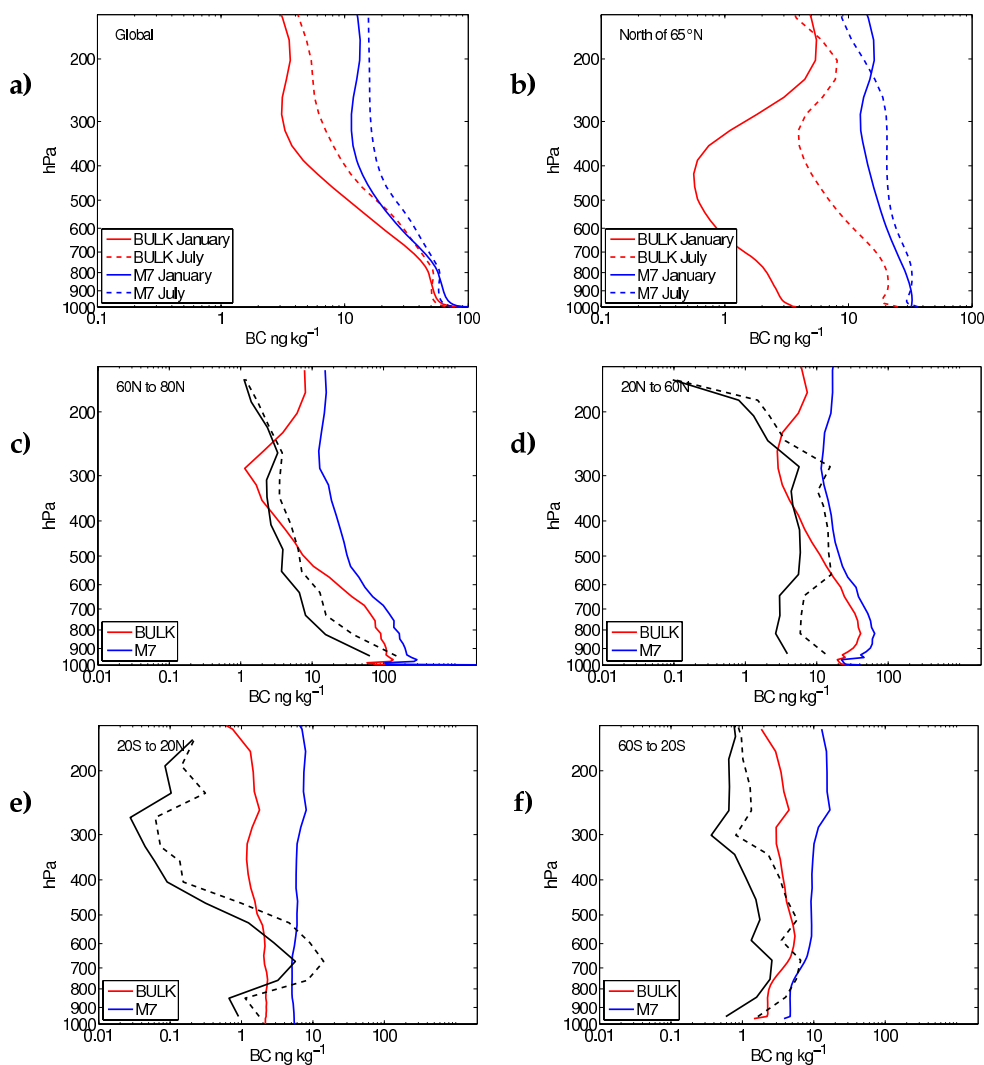 a)
Global
hPa
200
300
400
500
600
700
800
900
1000
BULK January
BULK July
M7 January
M7 July
0.1
1
10
100
BC ng kg⁻¹
b)
North of 65°N
hPa
200
300
400
500
600
700
800
900
1000
BULK January
BULK July
M7 January
M7 July
0.1
1
10
100
BC ng kg⁻¹
c)
60N to 80N
hPa
200
300
400
500
600
700
800
900
1000
BULK
M7
0.01
0.1
1
10
100
BC ng kg⁻¹
d)
20N to 60N
hPa
200
300
400
500
600
700
800
900
1000
BULK
M7
0.01
0.1
1
10
100
BC ng kg⁻¹
e)
20S to 20N
hPa
200
300
400
500
600
700
800
900
1000
BULK
M7
0.01
0.1
1
10
100
BC ng kg⁻¹
f)
60S to 20S
hPa
200
300
400
500
600
700
800
900
1000
BULK
M7
0.01
0.1
1
10
100
BC ng kg⁻¹